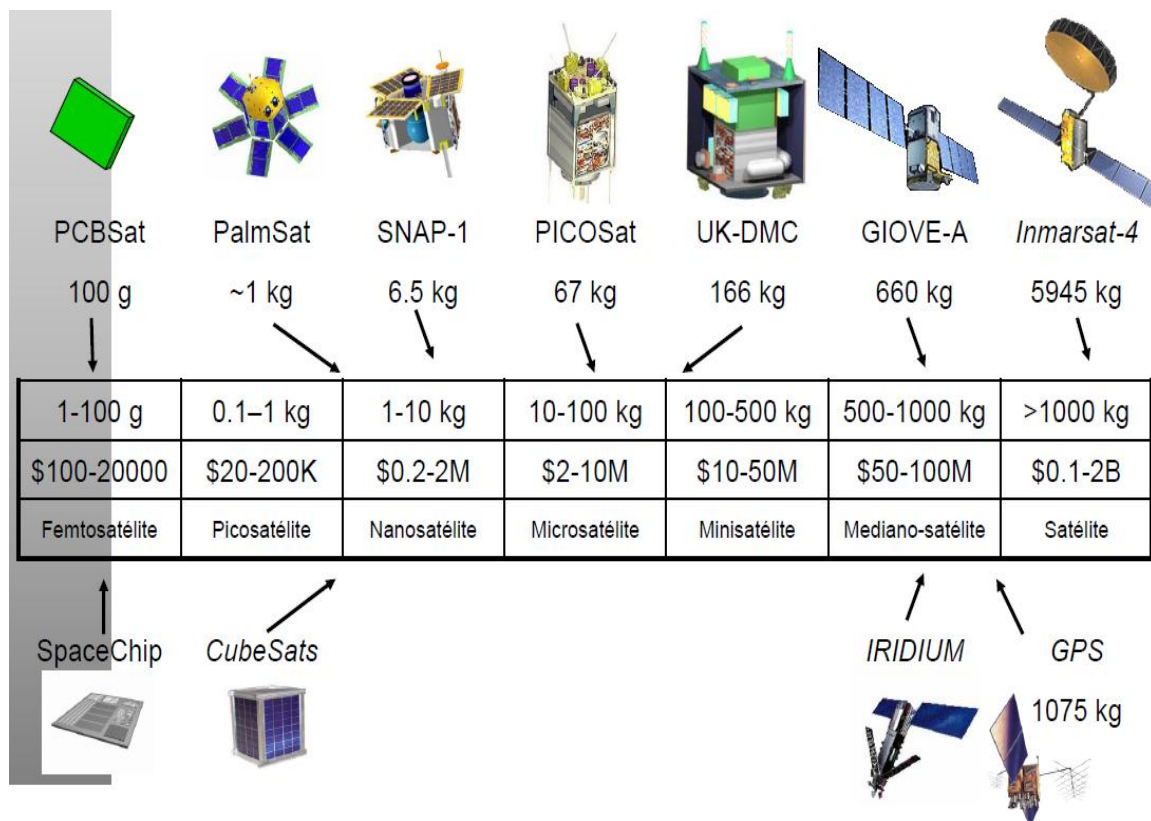 PCBSat PalmSat SNAP-1 PICOSat UK-DMC GIOVE-A Inmarsat-4
100 g ~1 kg 6.5 kg 67 kg 166 kg 660 kg 5945 kg
1-100 g 0.1–1 kg 1-10 kg 10-100 kg 100-500 kg 500-1000 kg >1000 kg
$100-20000 $20-200K $0.2-2M $2-10M $10-50M $50-100M $0.1-2B
Femtosatélite Picosatélite Nanosatélite Microsatélite Minisatélite Mediano-satélite Satélite
SpaceChip CubeSats IRIDIUM GPS
1075 kg